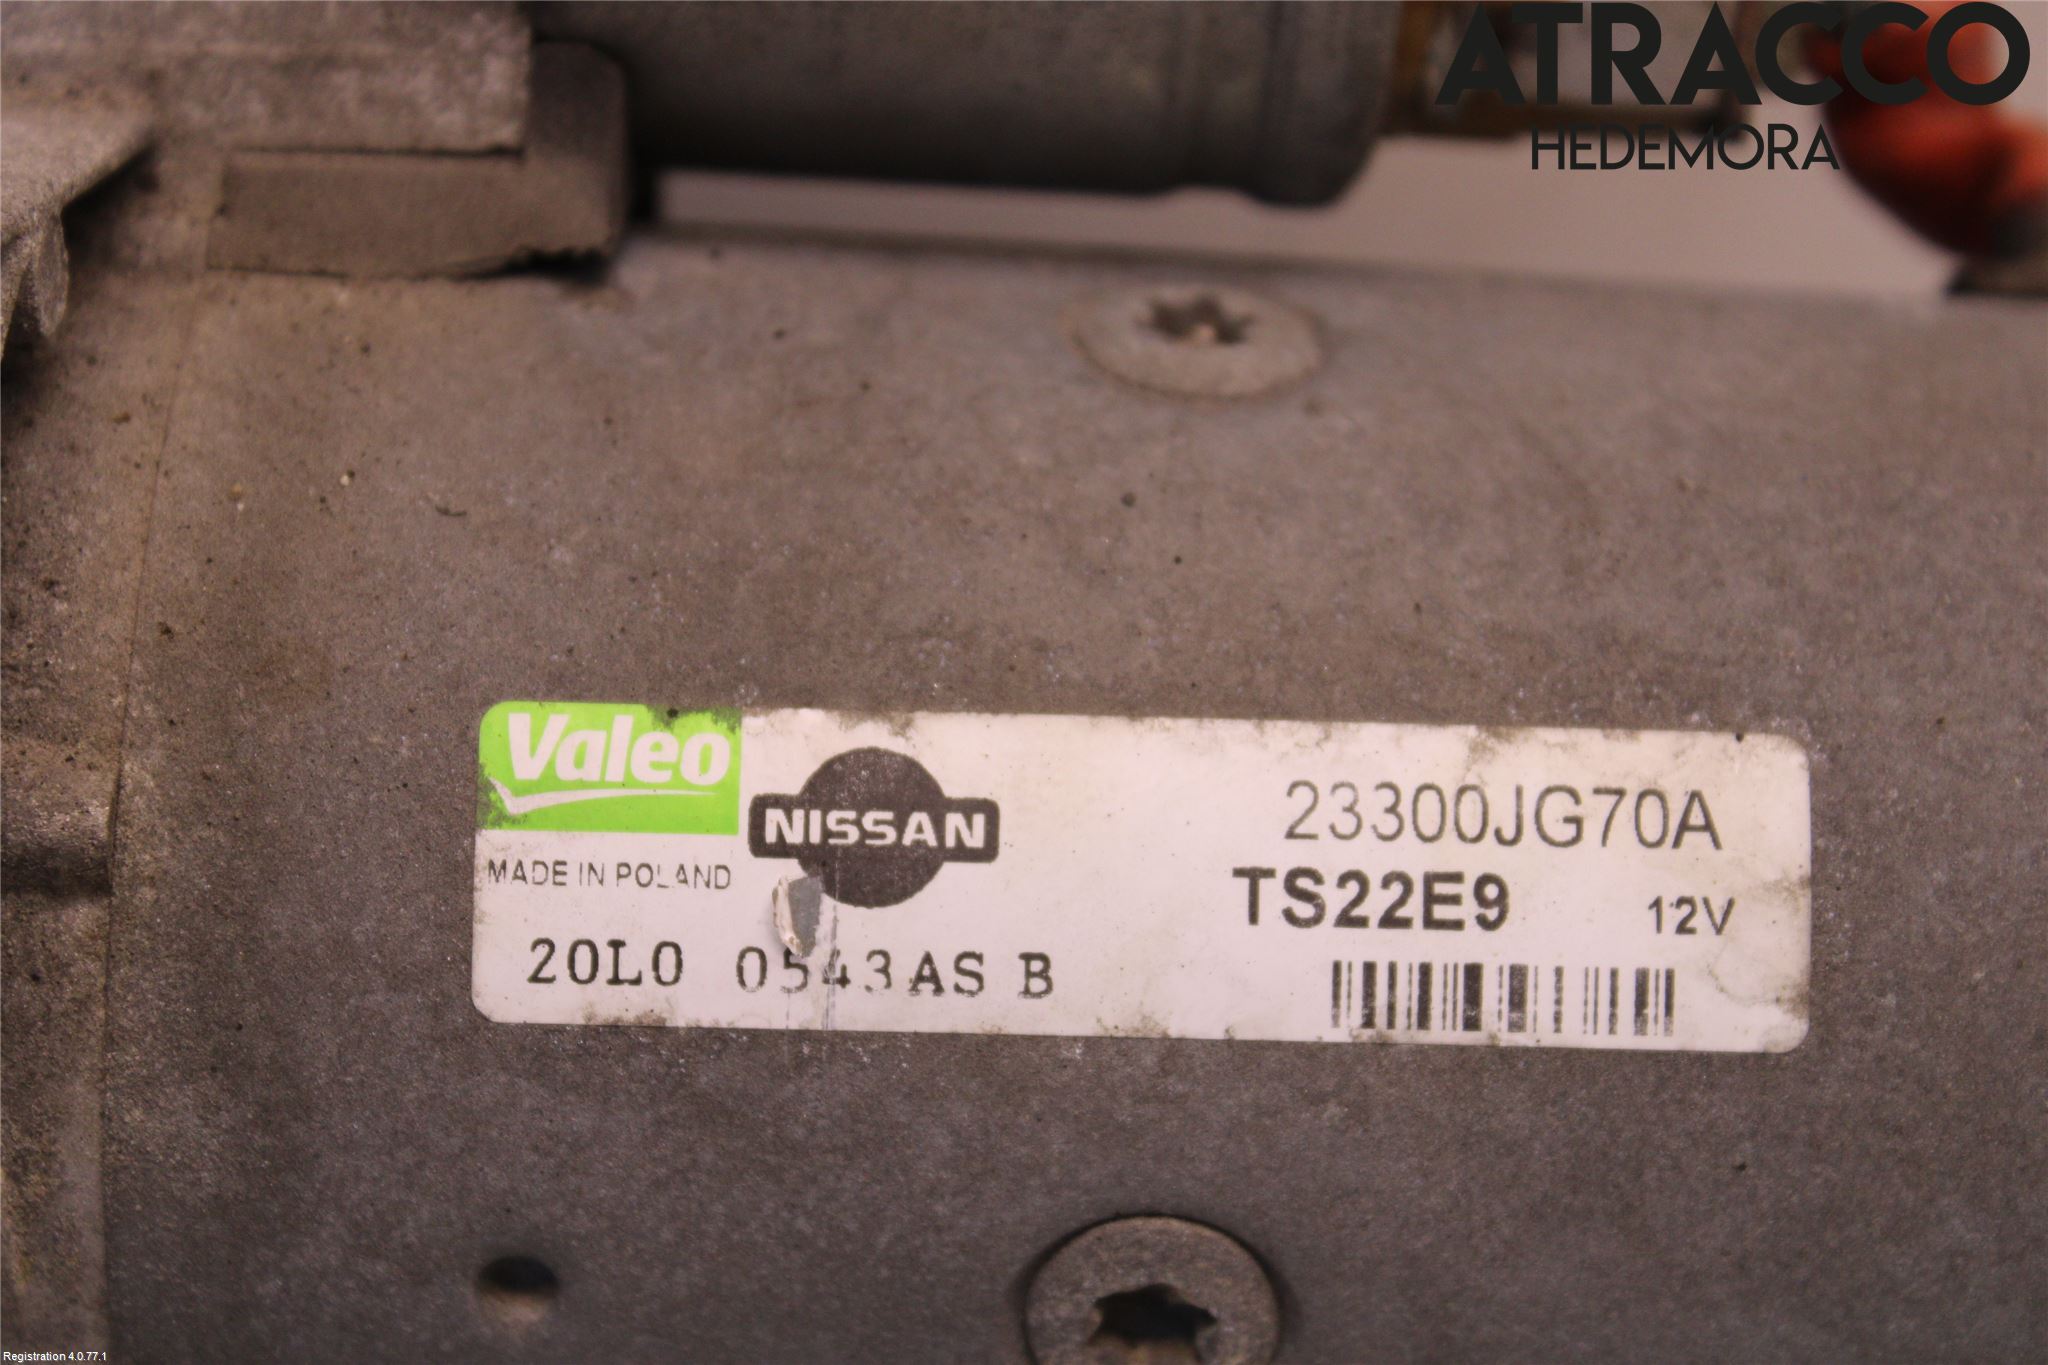 ATRACCO
HEDEMORA
Valeo
NISSAN
23300JG70A
MADE IN POLAND
TS22E9 12V
20L0 0543AS B
Registration 4.0.77.1